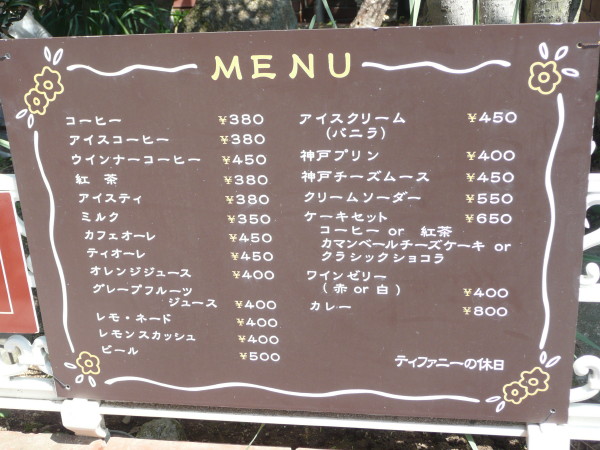 MENU
コーヒー ¥380
アイスコーヒー ¥380
ウインナーコーヒー ¥450
紅 茶 ¥380
アイスティ ¥380
ミルク ¥350
カフェオーレ ¥450
ティオーレ ¥450
オレンジジュース ¥400
グレープフルーツ
ジュース ¥400
レモ・ネード ¥400
レモンスカッシュ ¥400
ビール ¥500
アイスクリーム ¥450
(バニラ)
神戸プリン ¥400
神戸チーズムース ¥450
クリームソーダー ¥550
ケーキセット ¥650
コーヒー or 紅茶
カマンベールチーズケーキ or
クラシックショコラ
ワインゼリー
(赤 or 白) ¥400
カレー ¥800
ティファニーの休日